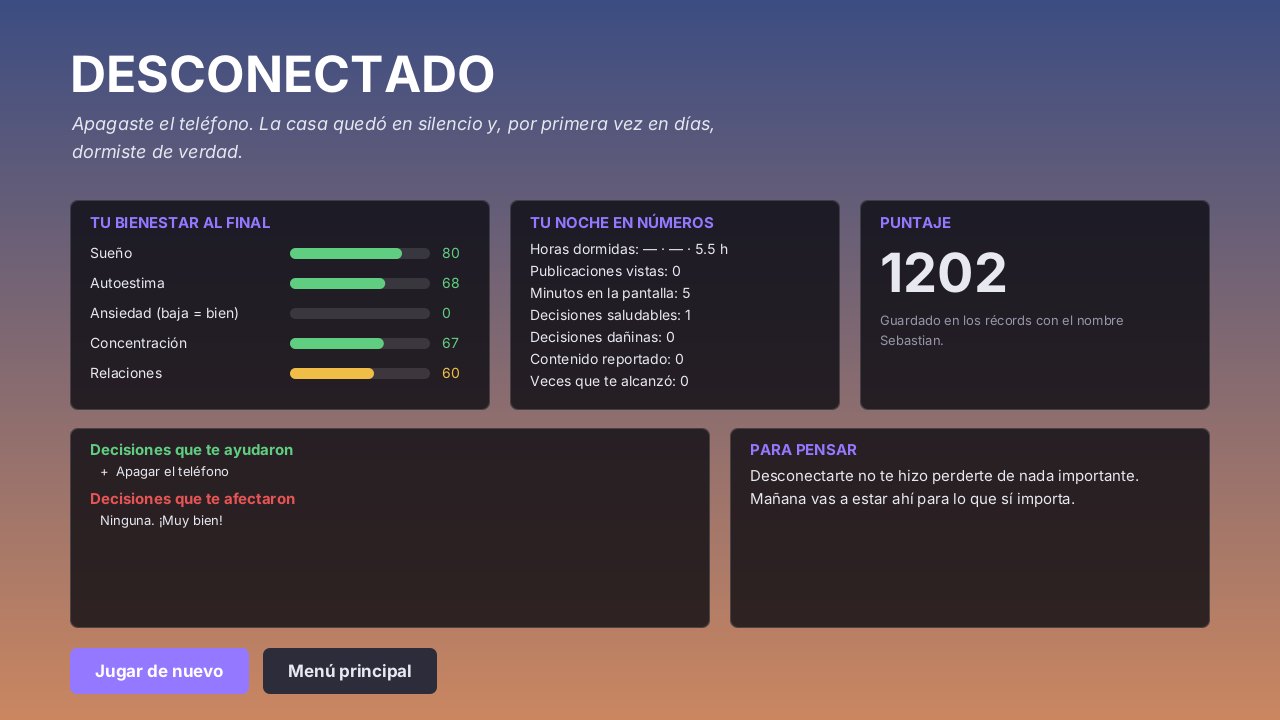 DESCONECTADO
Apagaste el teléfono. La casa quedó en silencio y, por primera vez en días,
dormiste de verdad.
TU BIENESTAR AL FINAL
Sueño 80
Autoestima 68
Ansiedad (baja = bien) 0
Concentración 67
Relaciones 60
TU NOCHE EN NÚMEROS
Horas dormidas: — · — · 5.5 h
Publicaciones vistas: 0
Minutos en la pantalla: 5
Decisiones saludables: 1
Decisiones dañinas: 0
Contenido reportado: 0
Veces que te alcanzó: 0
PUNTAJE
1202
Guardado en los récords con el nombre
Sebastian.
Decisiones que te ayudaron
+ Apagar el teléfono
Decisiones que te afectaron
Ninguna. ¡Muy bien!
PARA PENSAR
Desconectarte no te hizo perderte de nada importante.
Mañana vas a estar ahí para lo que sí importa.
Jugar de nuevo
Menú principal